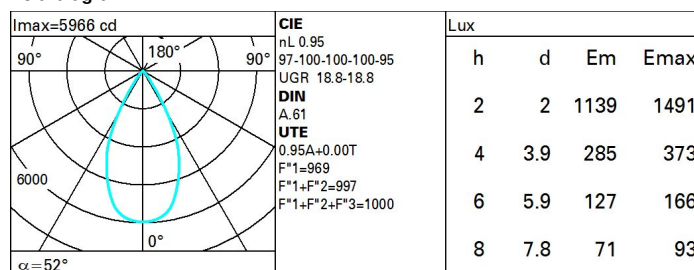 Imax=5966 cd
90° 180° 90°
6000
0°
α=52°
CIE
nL 0.95
97-100-100-100-95
UGR 18.8-18.8
DIN
A.61
UTE
0.95A+0.00T
F"1=969
F"1+F"2=997
F"1+F"2+F"3=1000
Lux
h d Em Emax
2 2 1139 1491
4 3.9 285 373
6 5.9 127 166
8 7.8 71 93